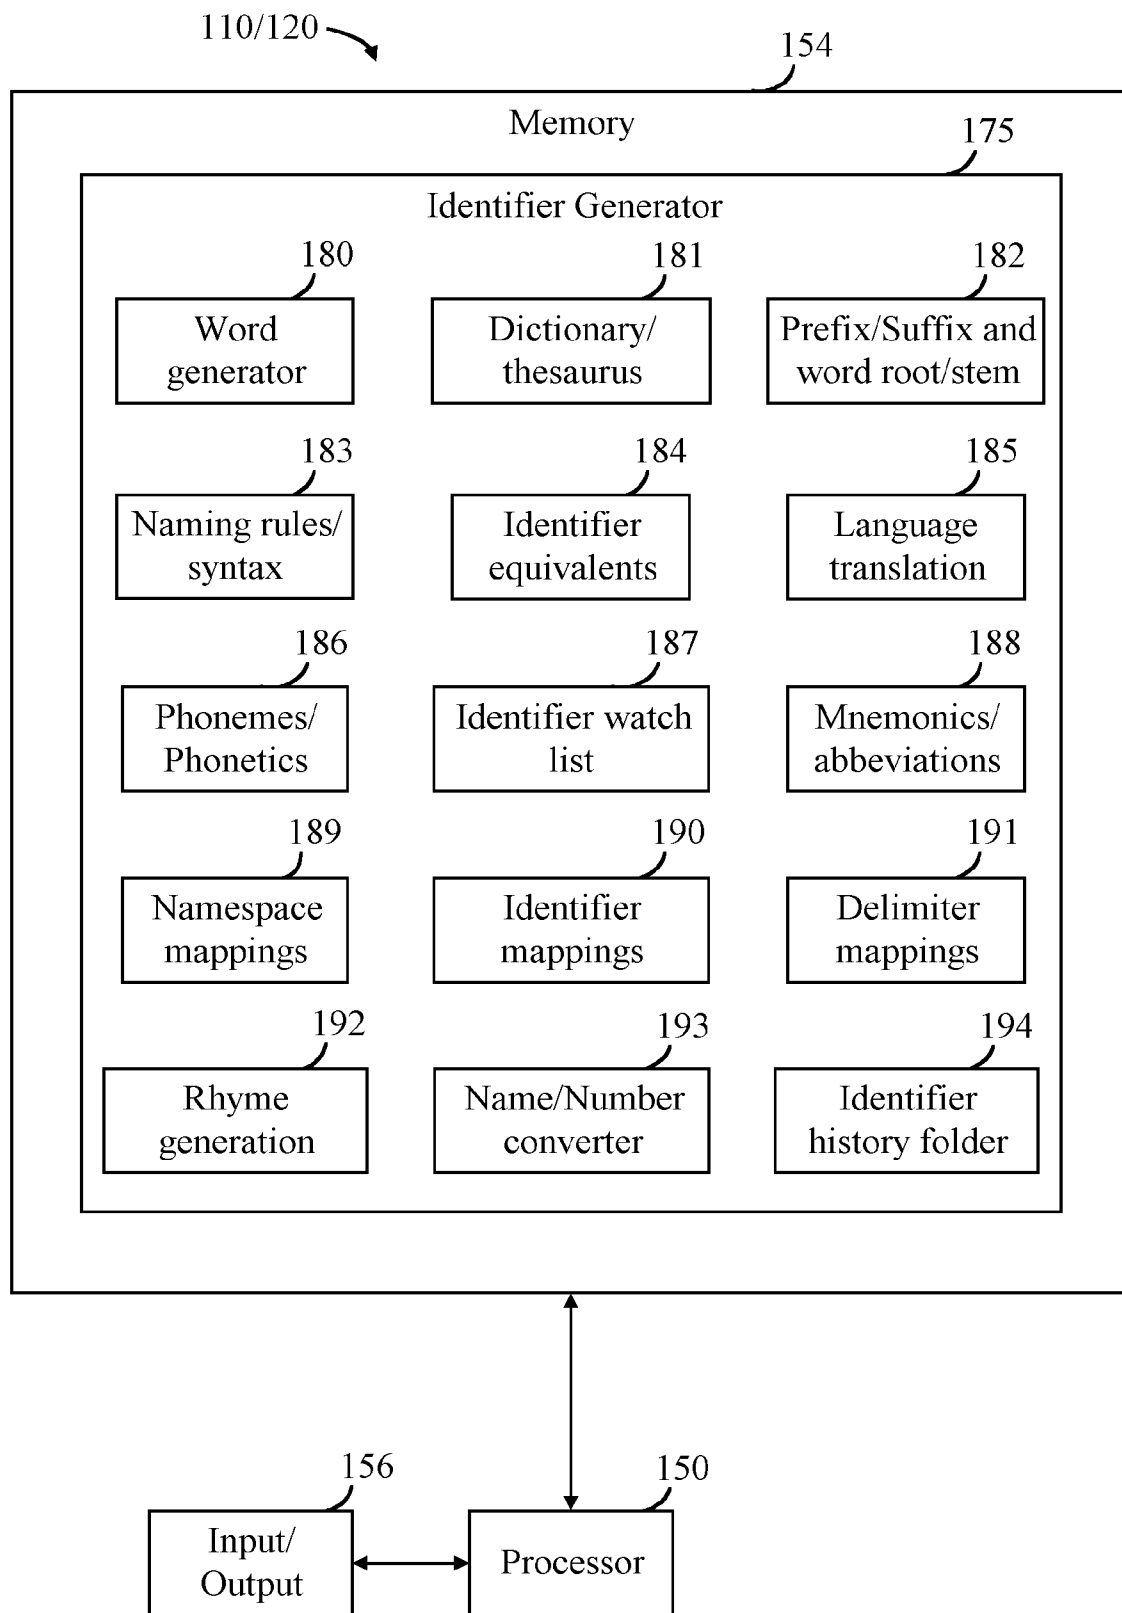 110/120
154
Memory
175
Identifier Generator
180
181
182
Word
generator
Dictionary/
thesaurus
Prefix/Suffix and
word root/stem
183
184
185
Naming rules/
syntax
Identifier
equivalents
Language
translation
186
187
188
Phonemes/
Phonetics
Identifier watch
list
Mnemonics/
abbeviations
189
190
191
Namespace
mappings
Identifier
mappings
Delimiter
mappings
192
193
194
Rhyme
generation
Name/Number
converter
Identifier
history folder
156
150
Input/
Output
Processor